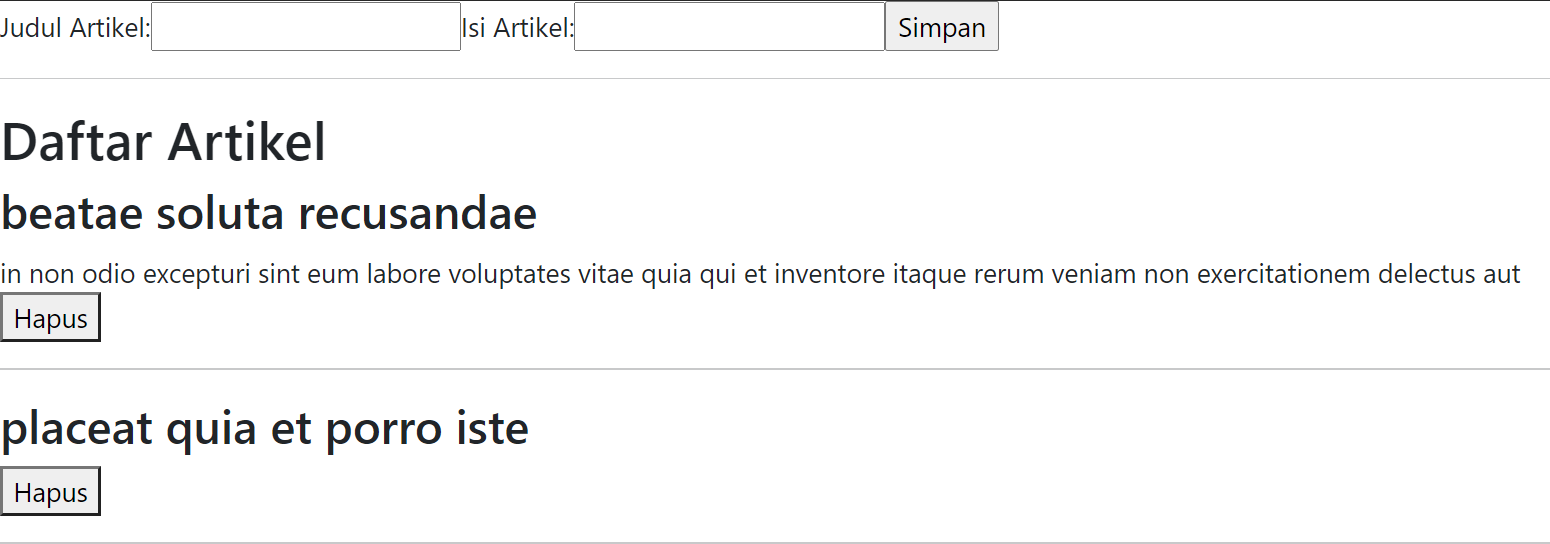 Judul Artikel: Isi Artikel: Simpan
Daftar Artikel
beatae soluta recusandae
in non odio excepturi sint eum labore voluptates vitae quia qui et inventore itaque rerum veniam non exercitationem delectus aut
Hapus
placeat quia et porro iste
Hapus